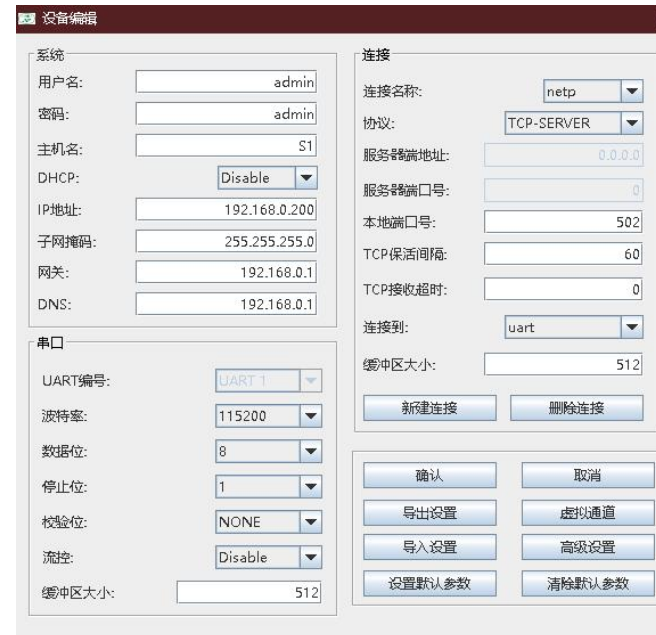 设备编辑
系统
用户名: admin
密码: admin
主机名: S1
DHCP: Disable
IP地址: 192.168.0.200
子网掩码: 255.255.255.0
网关: 192.168.0.1
DNS: 192.168.0.1
串口
UART编号: UART 1
波特率: 115200
数据位: 8
停止位: 1
校验位: NONE
流控: Disable
缓冲区大小: 512
连接
连接名称: netp
协议: TCP-SERVER
服务器端地址: 0.0.0.0
服务器端口号: 0
本地端口号: 502
TCP保活间隔: 60
TCP接收超时: 0
连接到: uart
缓冲区大小: 512
新建连接 删除连接
确认 取消
导出设置 虚拟通道
导入设置 高级设置
设置默认参数 清除默认参数